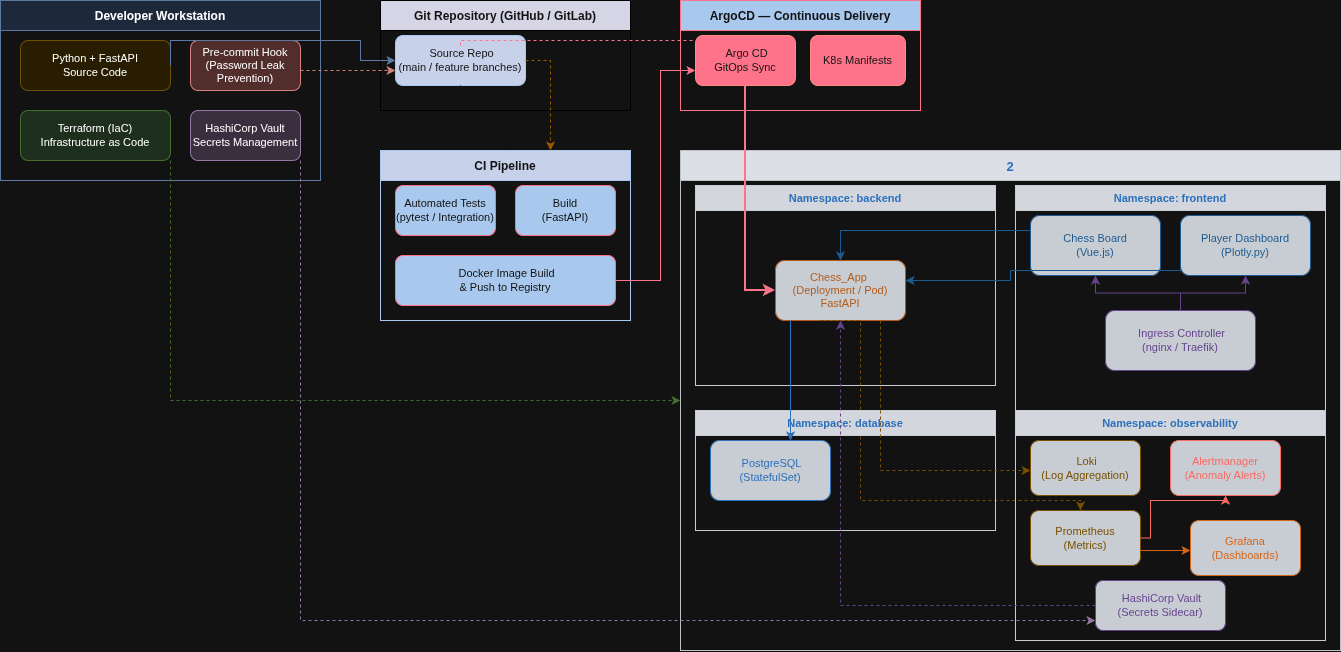 Developer Workstation
Python + FastAPI
Source Code
Pre-commit Hook
(Password Leak
Prevention)
Terraform (IaC)
Infrastructure as Code
HashiCorp Vault
Secrets Management
Git Repository (GitHub / GitLab)
Source Repo
(main / feature branches)
ArgoCD — Continuous Delivery
Argo CD
GitOps Sync
K8s Manifests
CI Pipeline
Automated Tests
(pytest / Integration)
Build
(FastAPI)
Docker Image Build
& Push to Registry
2
Namespace: backend
Chess_App
(Deployment / Pod)
FastAPI
Namespace: frontend
Chess Board
(Vue.js)
Player Dashboard
(Plotly.py)
Ingress Controller
(nginx / Traefik)
Namespace: database
PostgreSQL
(StatefulSet)
Namespace: observability
Loki
(Log Aggregation)
Alertmanager
(Anomaly Alerts)
Prometheus
(Metrics)
Grafana
(Dashboards)
HashiCorp Vault
(Secrets Sidecar)